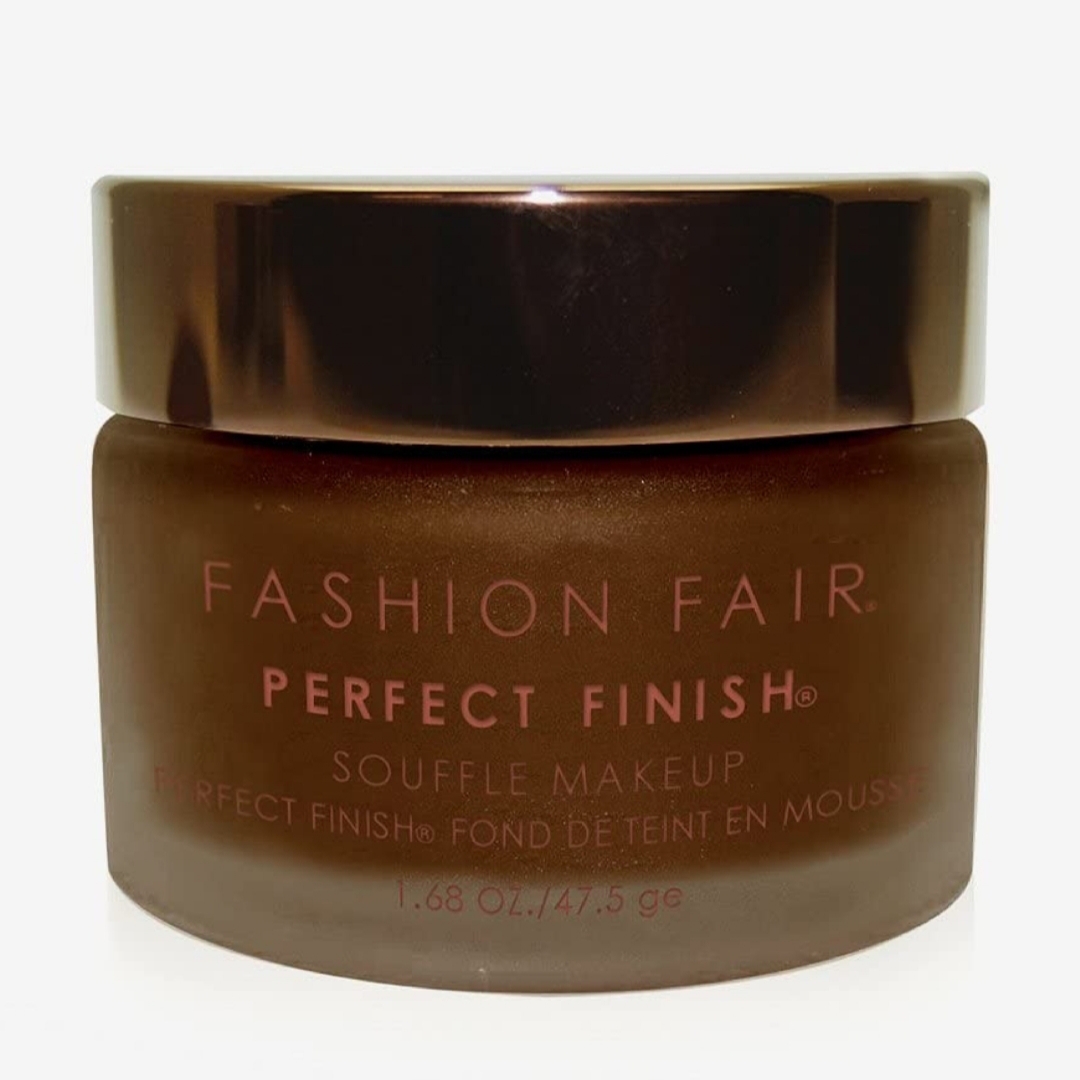 FASHION FAIR®
PERFECT FINISH®
SOUFFLE MAKEUP
PERFECT FINISH® FOND DE TEINT EN MOUSSE
1.68 OZ./47.5 ge